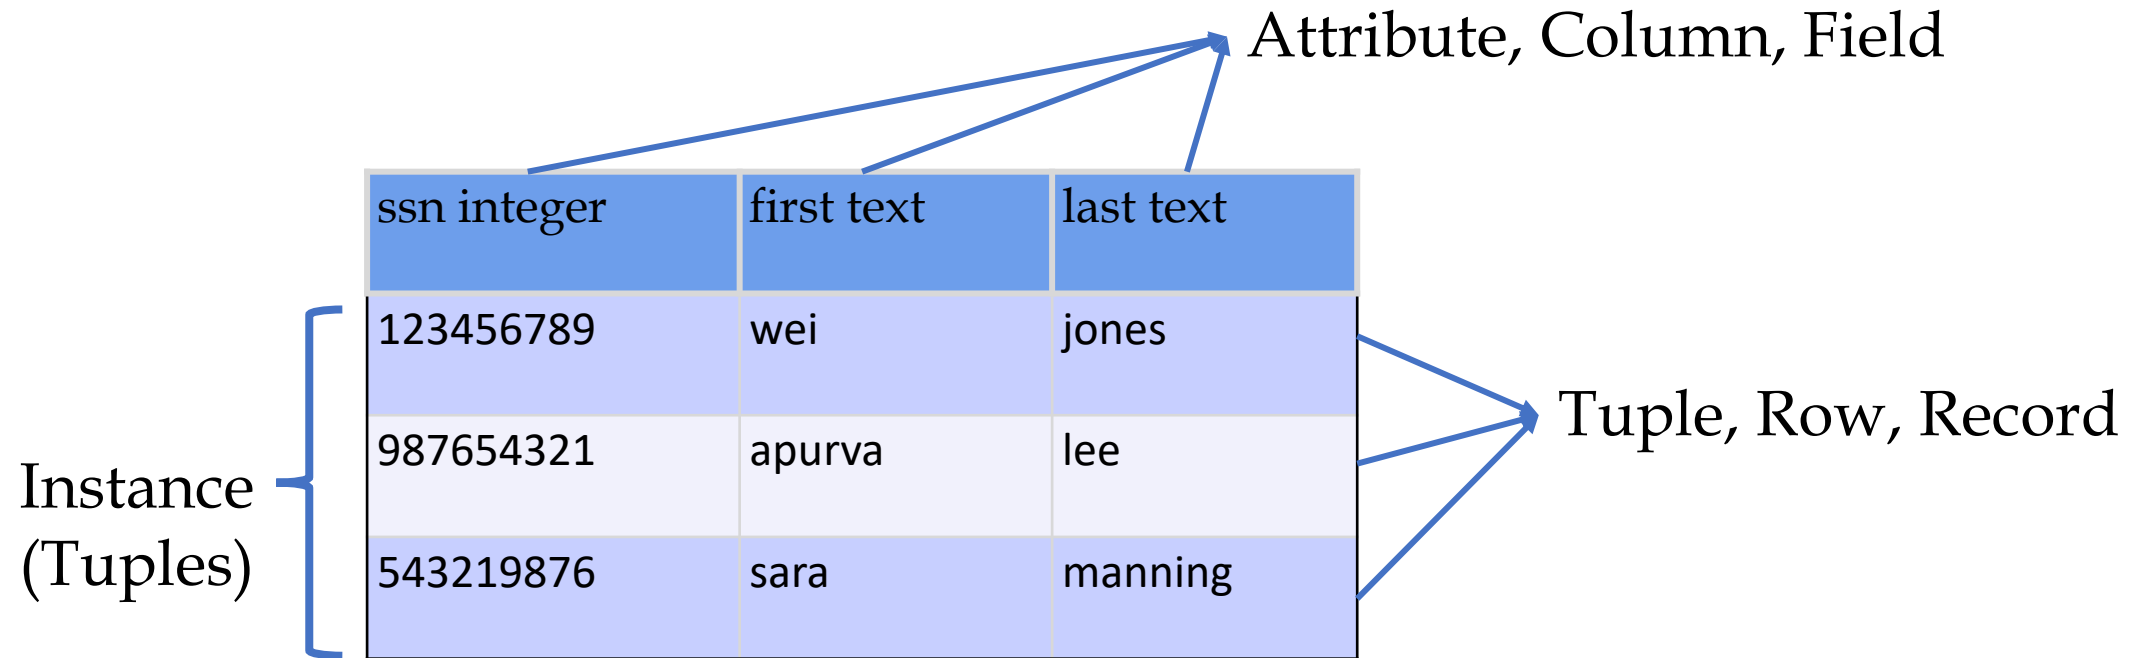 Attribute, Column, Field
ssn integer first text last text
123456789 wei jones
Tuple, Row, Record
987654321 apurva lee
Instance
(Tuples)
543219876 sara manning